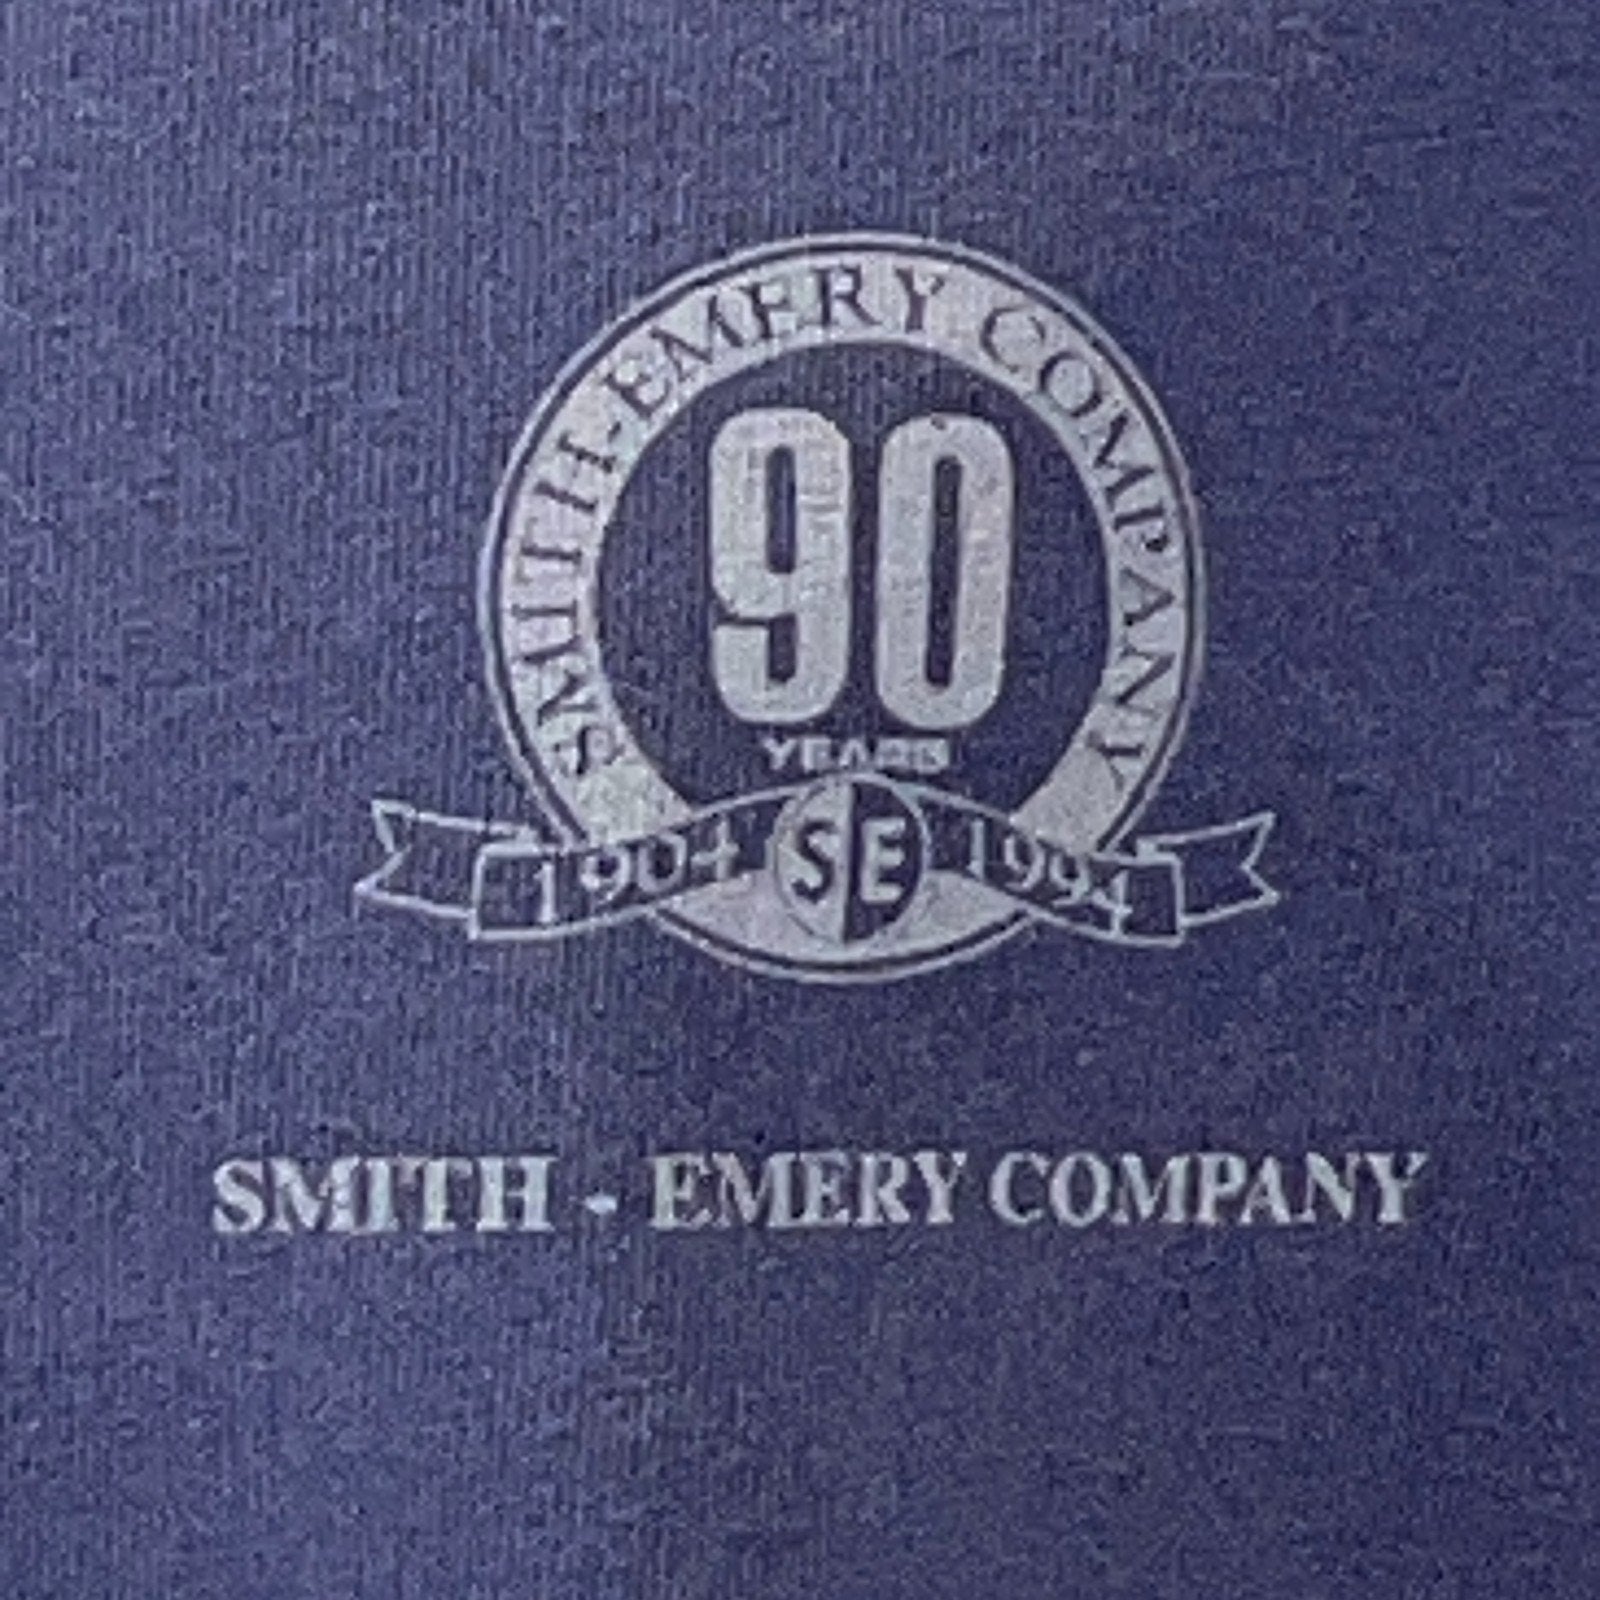 SMITH-EMERY COMPANY
90
YEARS
1904 SE 1994
SMITH - EMERY COMPANY